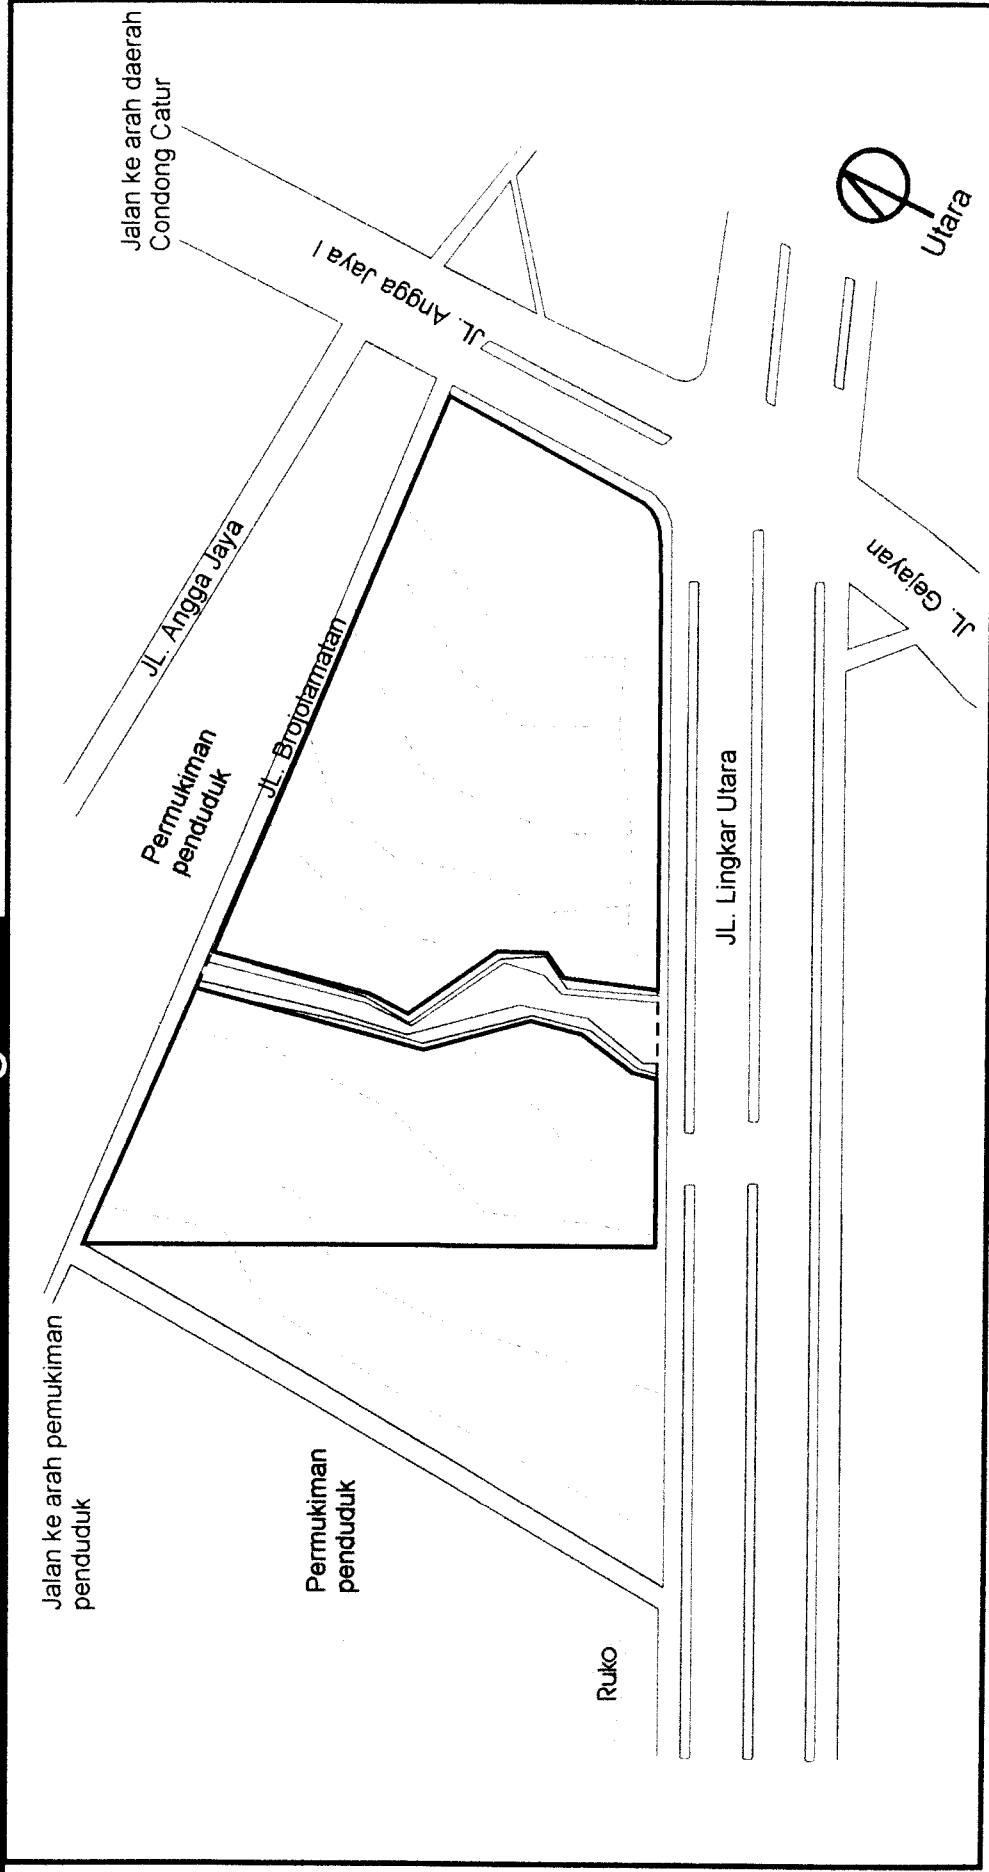 Jalan ke arah daerah
Condong Catur
JL. Angga Jaya I
JL. Angga Jaya
JL. Brojolamatan
Permukiman
penduduk
Jalan ke arah pemukiman
penduduk
Permukiman
penduduk
Ruko
JL. Lingkar Utara
JL. Gejayan
Utara